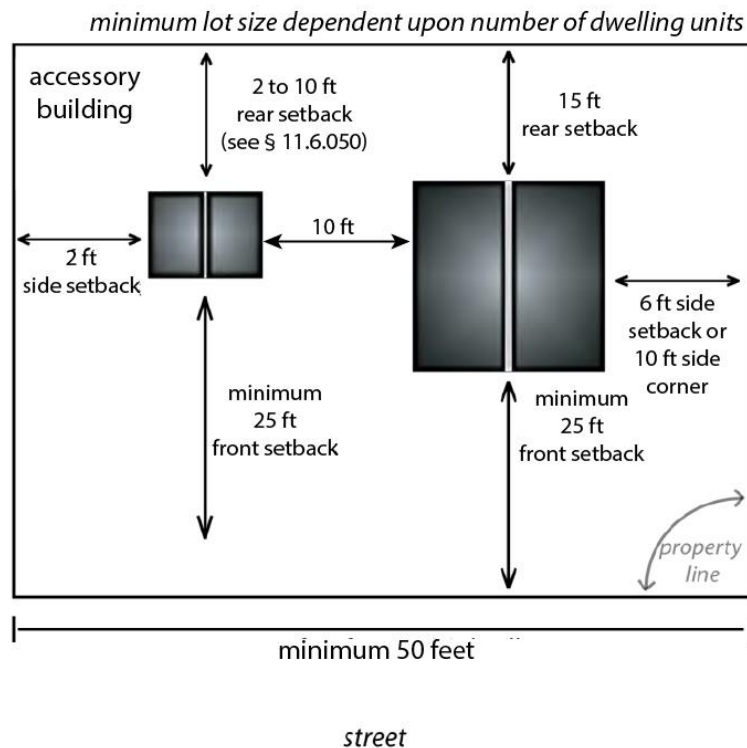 minimum lot size dependent upon number of dwelling units
accessory
building
2 to 10 ft
rear setback
(see § 11.6.050)
15 ft
rear setback
2 ft
side setback
10 ft
6 ft side
setback or
10 ft side
corner
minimum
25 ft
front setback
minimum
25 ft
front setback
property
line
minimum 50 feet
street